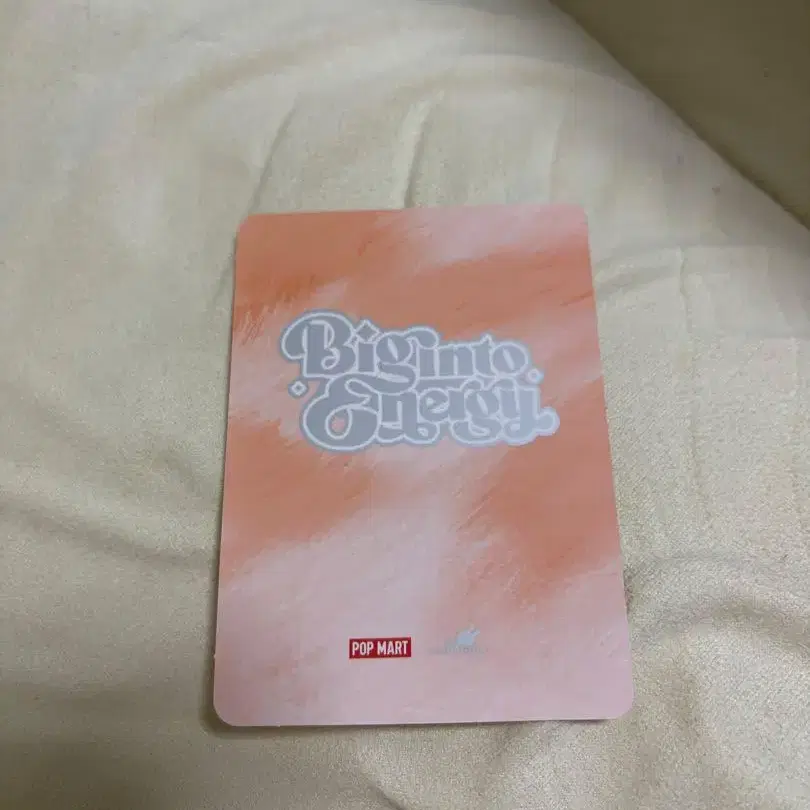 Big into
Energy
POP MART